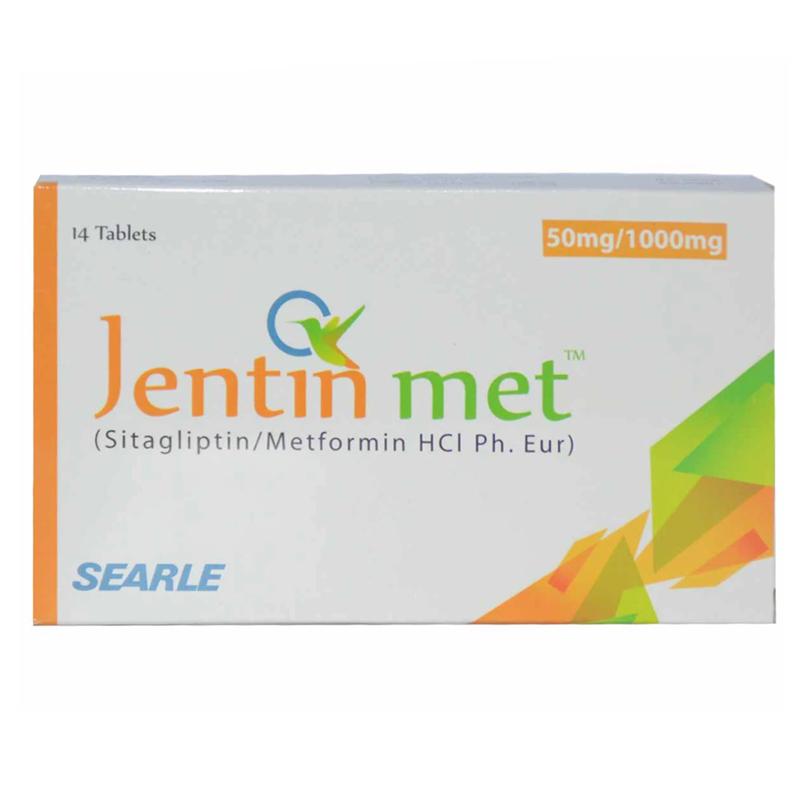 14 Tablets
50mg/1000mg
Jentin met™
(Sitagliptin/Metformin HCl Ph. Eur)
SEARLE